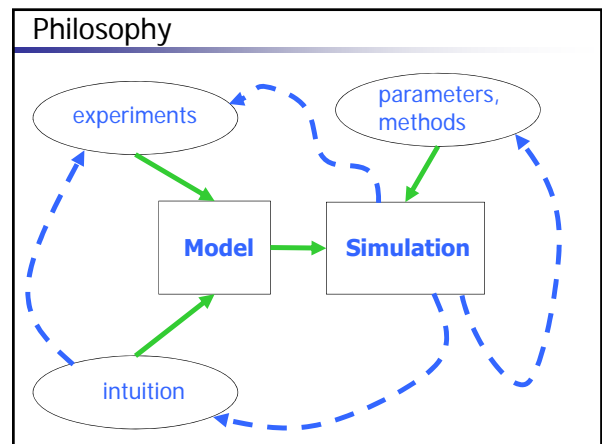 Philosophy
experiments
parameters,
methods
Model
Simulation
intuition